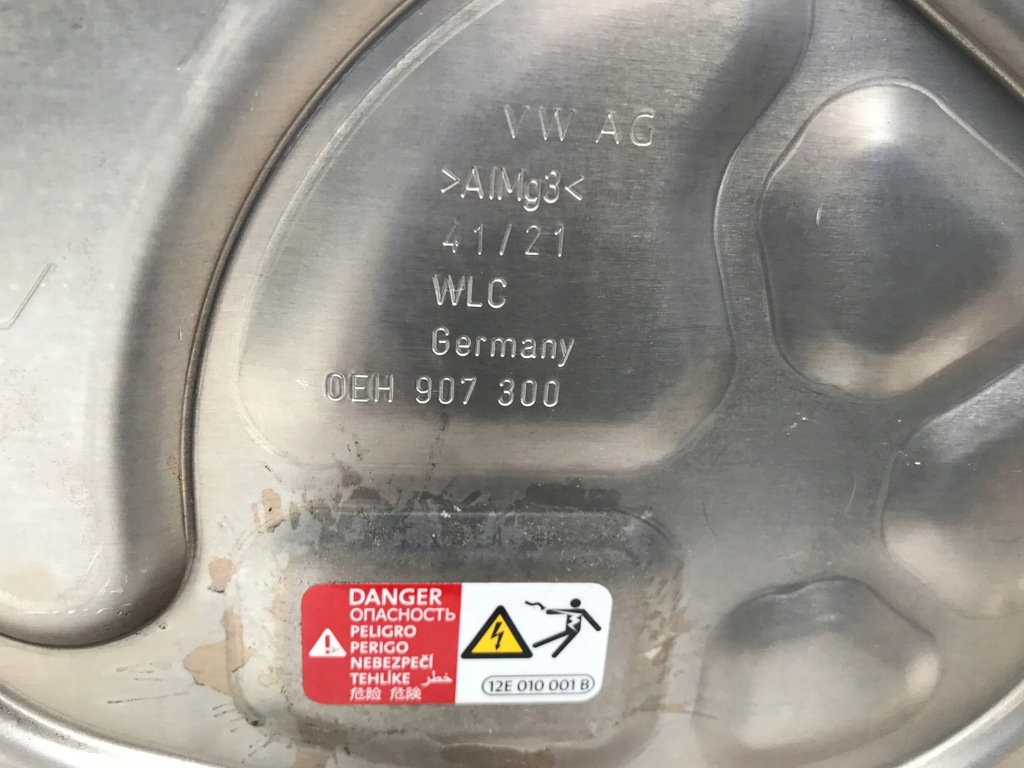 VW AG
>AlMg3<
41/21
WLC
Germany
0EH 907 300
DANGER
ОПАСНОСТЬ
PELIGRO
PERIGO
NEBEZPEČÍ
TEHLİKE خطر
危险 危険
12E 010 001 B